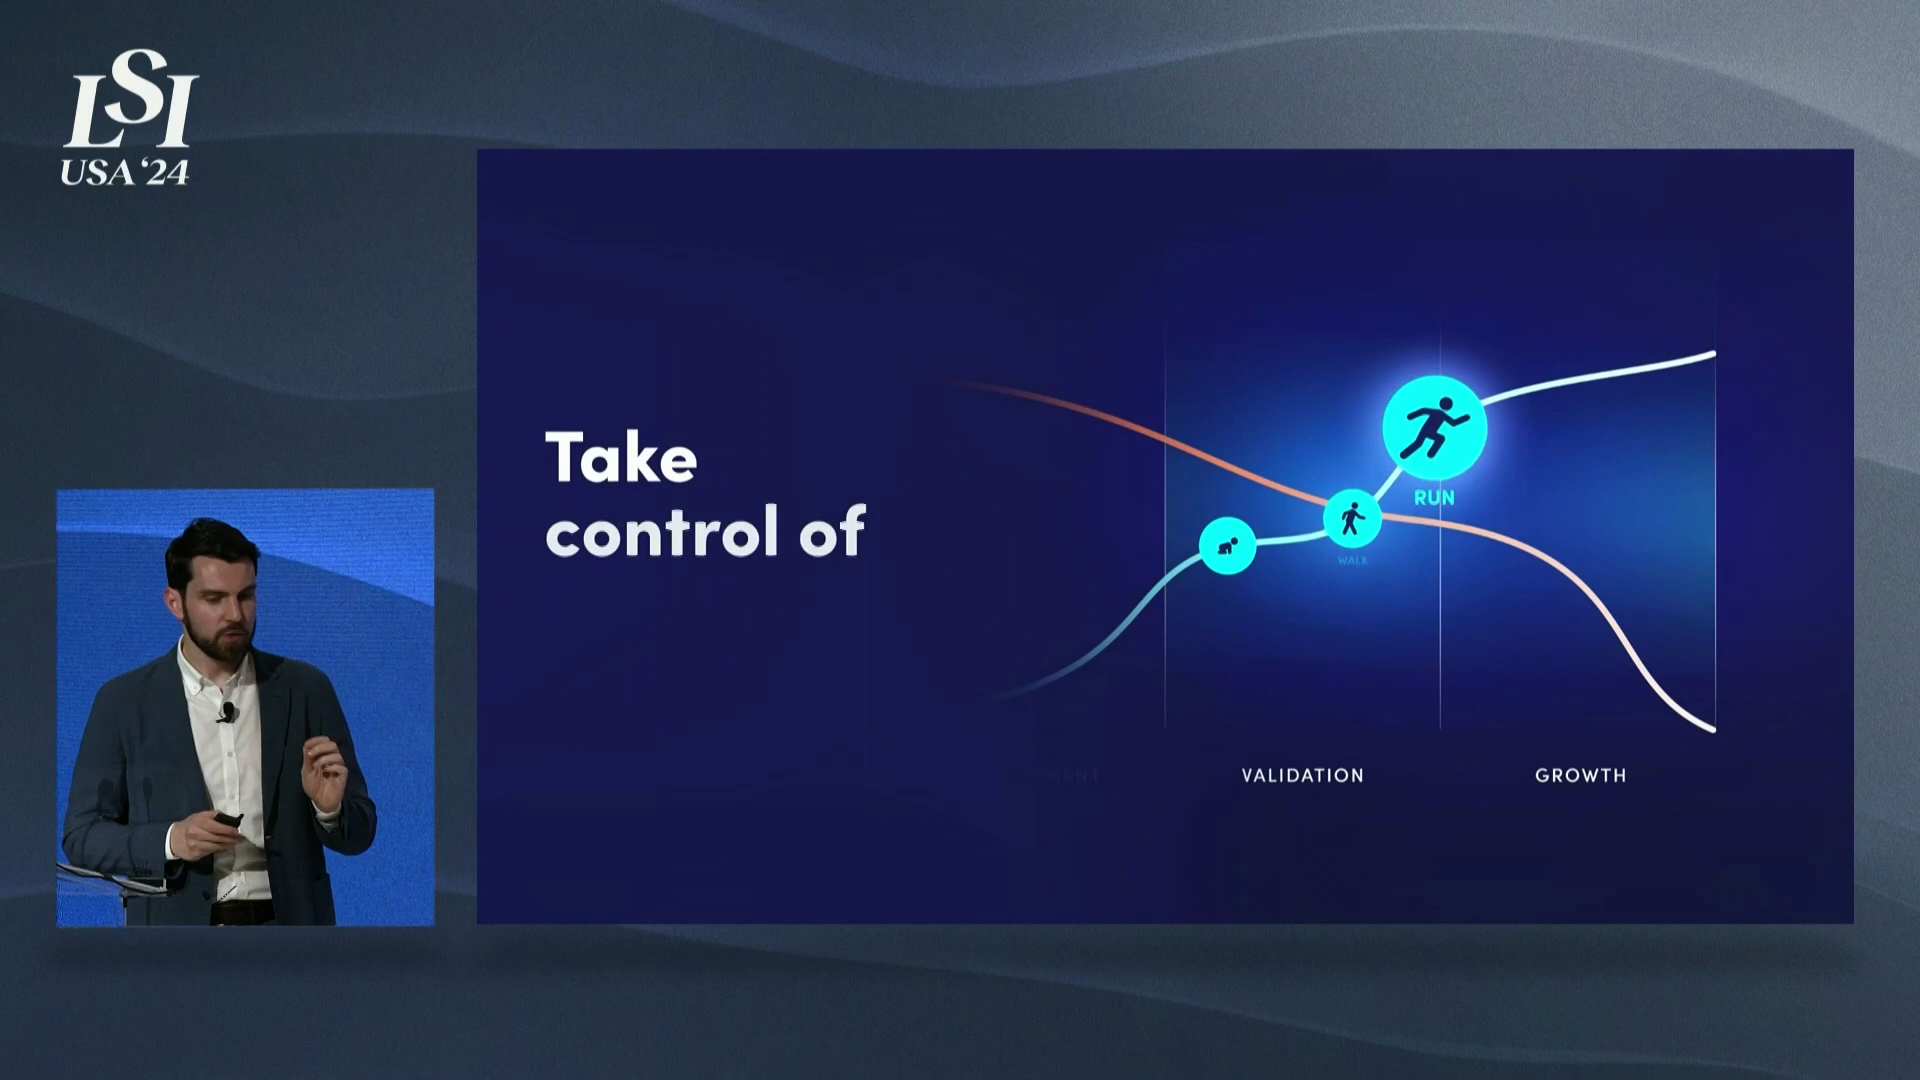 LSI
USA '24
Take
control of
RUN
WALK
VALIDATION
GROWTH